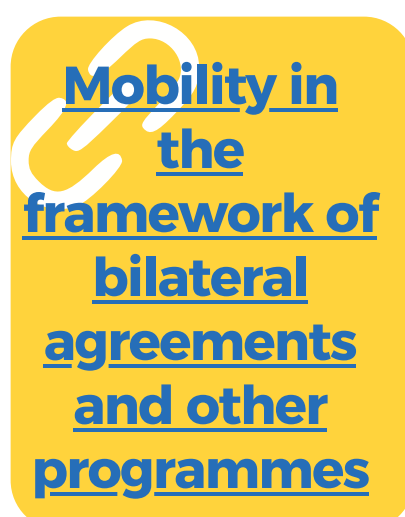 Mobility in
the
framework of
bilateral
agreements
and other
programmes